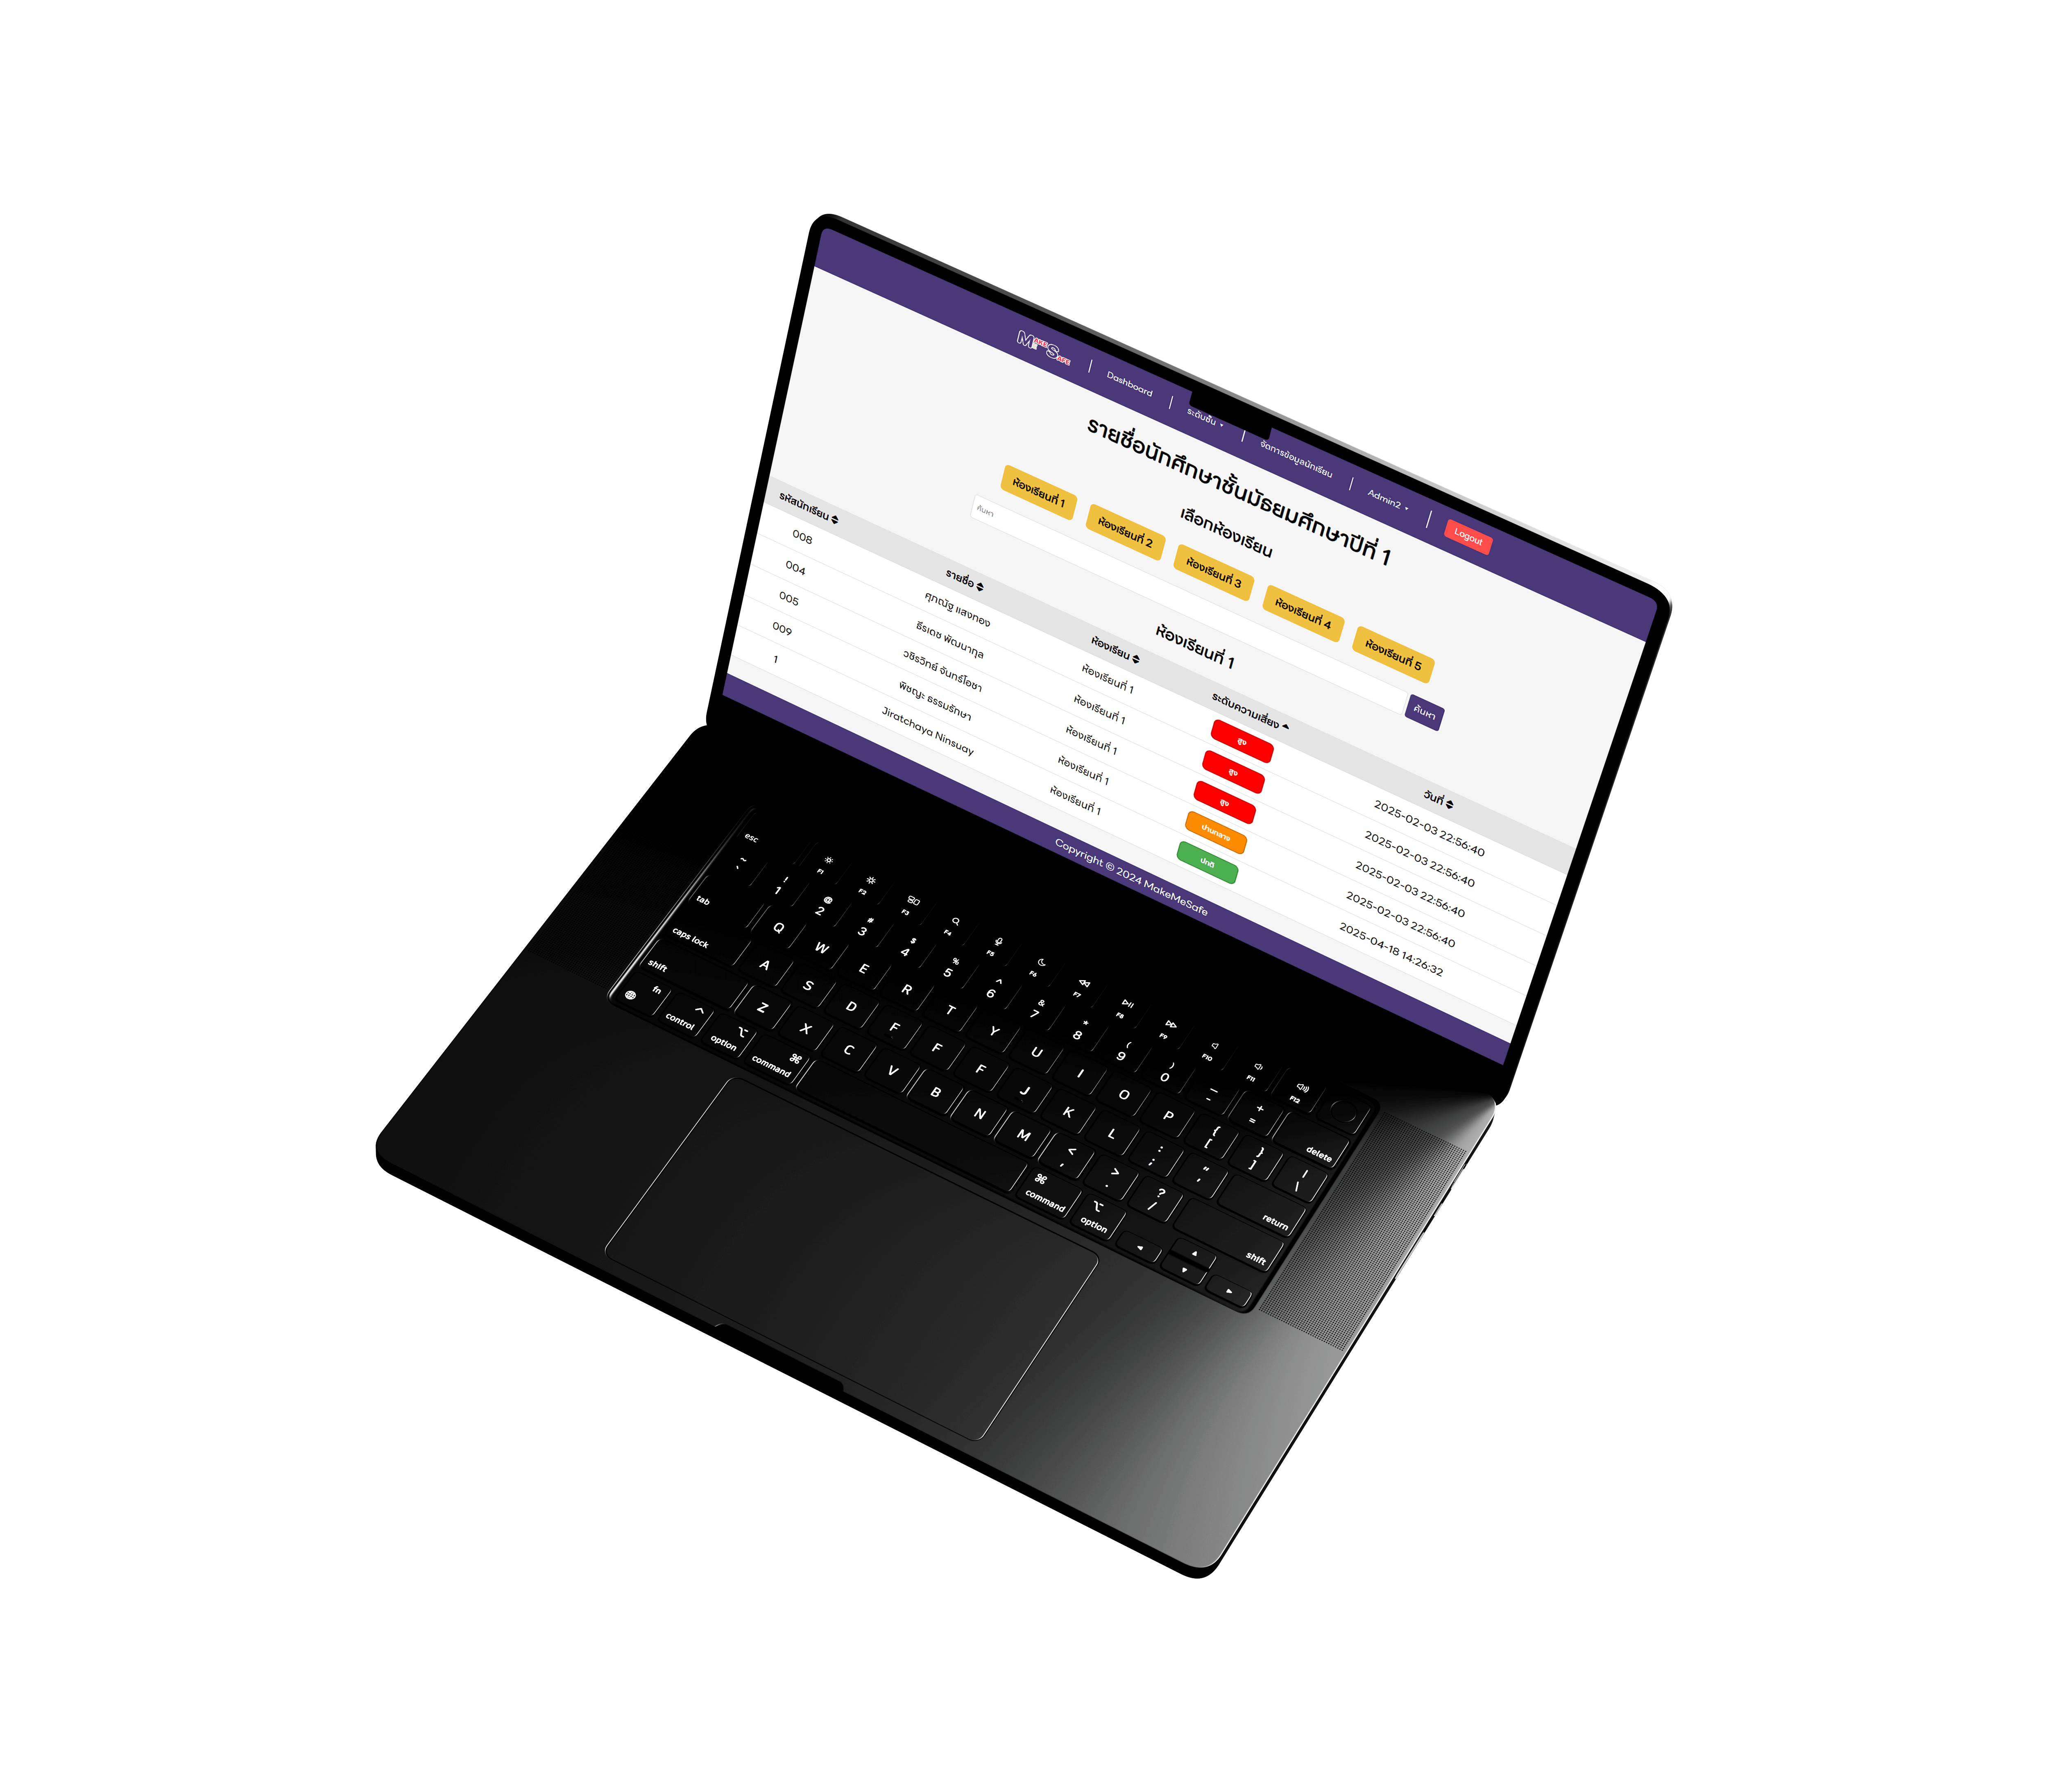 MAKE SAFE | Dashboard | ระดับชั้น | จัดการข้อมูลนักเรียน | Admin2 | Logout
รายชื่อนักศึกษาชั้นมัธยมศึกษาปีที่ 1
เลือกห้องเรียน
ห้องเรียนที่ 1 ห้องเรียนที่ 2 ห้องเรียนที่ 3 ห้องเรียนที่ 4 ห้องเรียนที่ 5
ค้นหา ค้นหา
ห้องเรียนที่ 1
รหัสนักเรียน รายชื่อ ห้องเรียน ระดับความเสี่ยง วันที่
008 ศุภณัฐ แสงทอง ห้องเรียนที่ 1 สูง 2025-02-03 22:56:40
004 ธีรเดช พัฒนากุล ห้องเรียนที่ 1 สูง 2025-02-03 22:56:40
005 วชิรวิทย์ จันทร์โอชา ห้องเรียนที่ 1 สูง 2025-02-03 22:56:40
009 พิชญะ ธรรมรักษา ห้องเรียนที่ 1 ปานกลาง 2025-02-03 22:56:40
1 Jiratchaya Ninsuay ห้องเรียนที่ 1 ปกติ 2025-04-18 14:26:32
Copyright © 2024 MakeMeSafe
esc F1 F2 F3 F4 F5 F6 F7 F8 F9 F10 F11 F12
~ ` ! 1 @ 2 # 3 $ 4 % 5 ^ 6 & 7 * 8 ( 9 ) 0 — - + = delete
tab Q W E R T Y U I O P { [ } ] | \
caps lock A S D F F F J K L : ; " , return
shift Z X C V B N M < , > . ? / shift
fn control option command command option